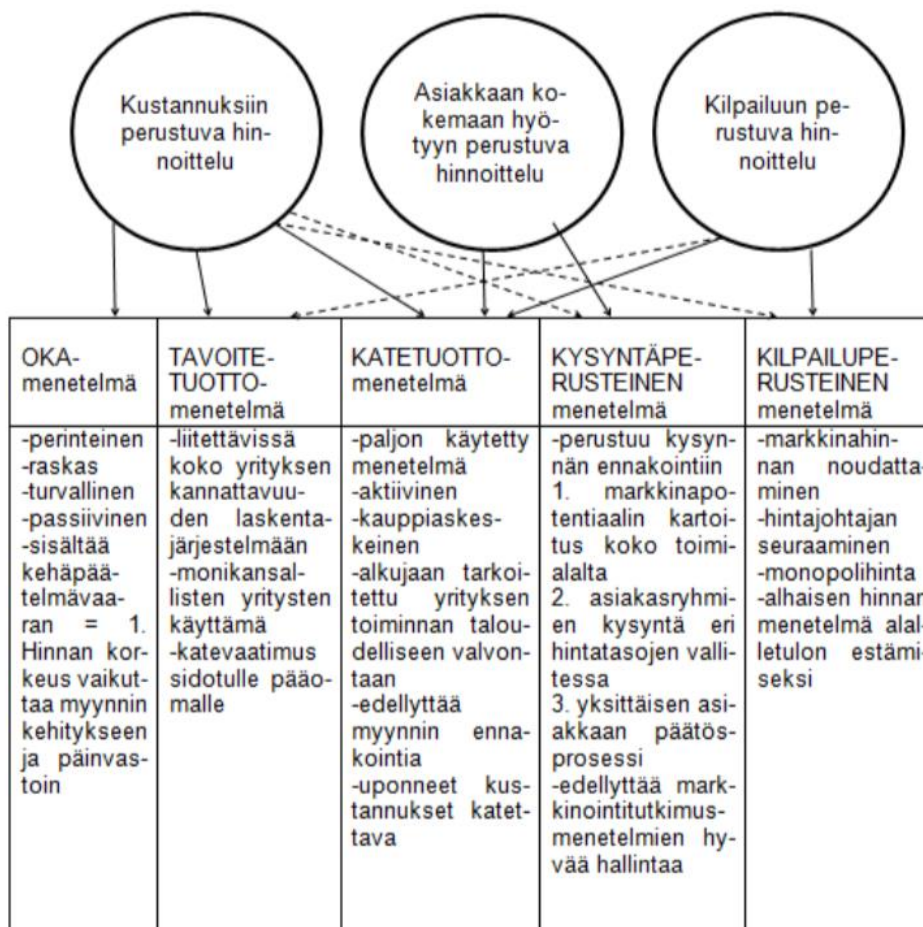 Kustannuksiin
perustuva hin-
noittelu
Asiakkaan ko-
kemaan hyö-
tyyn perustuva
hinnoittelu
Kilpailuun pe-
rustuva hin-
noittelu
OKA-
menetelmä
TAVOITE-
TUOTTO-
menetelmä
KATETUOTTO-
menetelmä
KYSYNTÄPE-
RUSTEINEN
menetelmä
KILPAILUPE-
RUSTEINEN
menetelmä
-perinteinen
-raskas
-turvallinen
-passiivinen
-sisältää
kehäpää-
telmävaa-
ran = 1.
Hinnan kor-
keus vaikut-
taa myynnin
kehitykseen
ja päinvas-
toin
-liitettävissä
koko yrityksen
kannattavuu-
den laskenta-
järjestelmään
-monikansal-
listen yritysten
käyttämä
-katevaatimus
sidotulle pääo-
malle
-paljon käytetty
menetelmä
-aktiivinen
-kauppiaskes-
keinen
-alkujaan tarkoi-
tettu yrityksen
toiminnan talou-
delliseen valvon-
taan
-edellyttää
myynnin enna-
kointia
-uponneet kus-
tannukset katet-
tava
-perustuu kysyn-
nän ennakointiin
1. markkinapo-
tentiaalin kartoi-
tus koko toimi-
alalta
2. asiakasryhmi-
en kysyntä eri
hintatasojen valli-
tessa
3. yksittäisen asi-
akkaan päätös-
prosessi
-edellyttää mark-
kinointitutkimus-
menetelmien hy-
vää hallintaa
-markkinahin-
nan noudatta-
minen
-hintajohtajan
seuraaminen
-monopolihinta
-alhaisen hinnan
menetelmä alal-
letulon estämi-
seksi